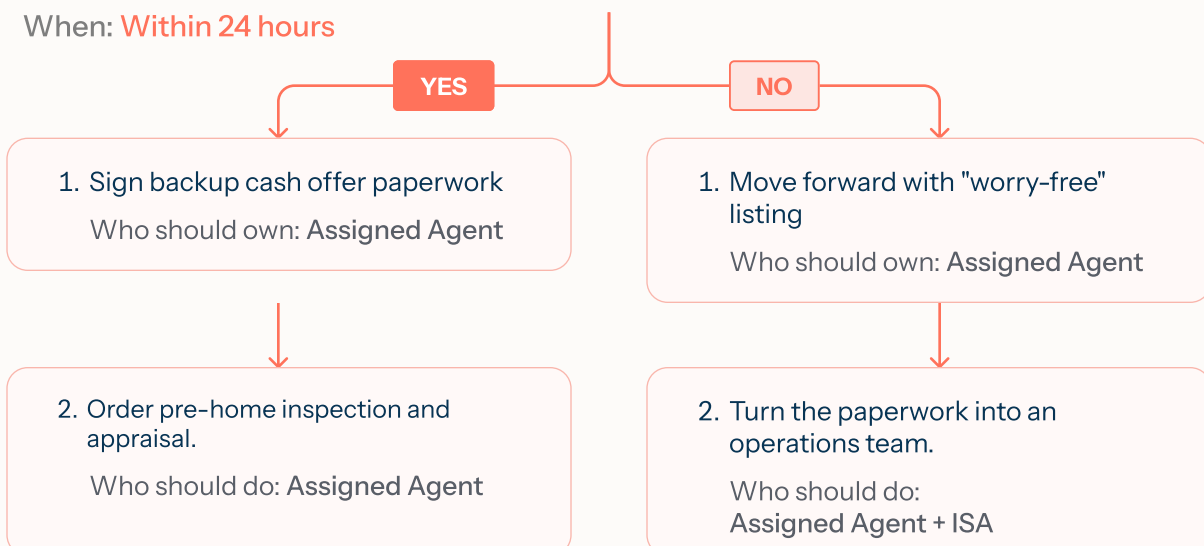 When: Within 24 hours
YES
NO
1. Sign backup cash offer paperwork
Who should own: Assigned Agent
1. Move forward with "worry-free"
listing
Who should own: Assigned Agent
2. Order pre-home inspection and
appraisal.
Who should do: Assigned Agent
2. Turn the paperwork into an
operations team.
Who should do:
Assigned Agent + ISA